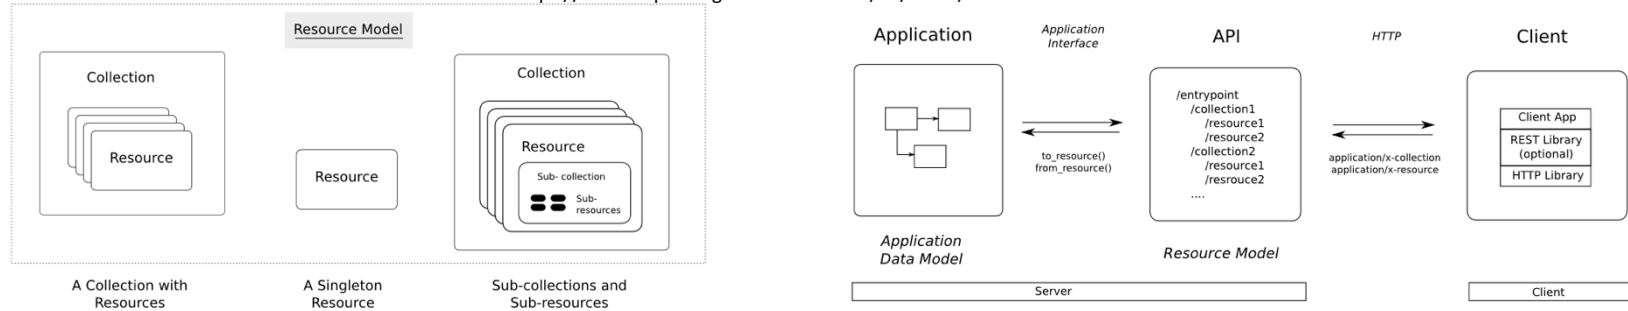 Resource Model
Collection
Resource
Resource
Collection
Resource
Sub- collection
Sub-
resources
A Collection with
Resources
A Singleton
Resource
Sub-collections and
Sub-resources
Application
Application
Interface
API
HTTP
Client
/entrypoint
/collection1
/resource1
/resource2
/collection2
/resource1
/resrouce2
....
to_resource()
from_resource()
application/x-collection
application/x-resource
Client App
REST Library
(optional)
HTTP Library
Application
Data Model
Resource Model
Server
Client